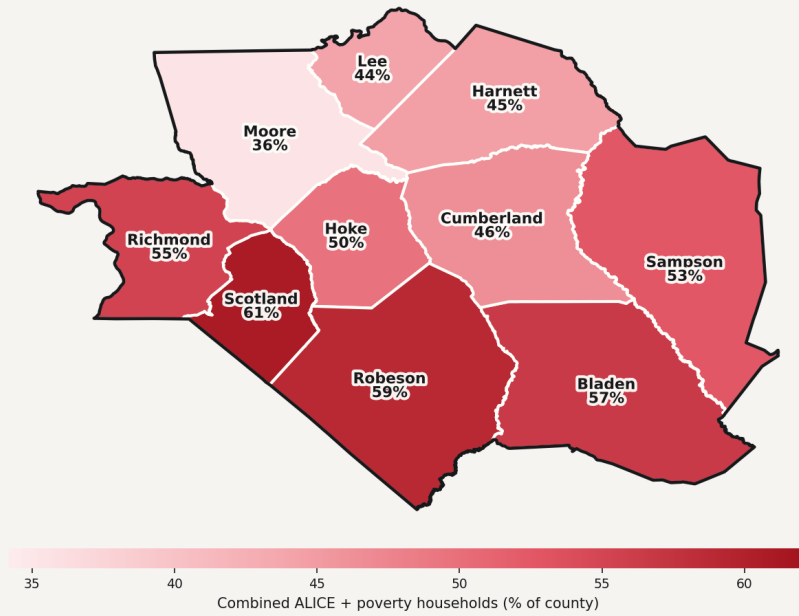 Lee
44%
Harnett
45%
Moore
36%
Cumberland
46%
Hoke
50%
Richmond
55%
Sampson
53%
Scotland
61%
Robeson
59%
Bladen
57%
35 40 45 50 55 60
Combined ALICE + poverty households (% of county)